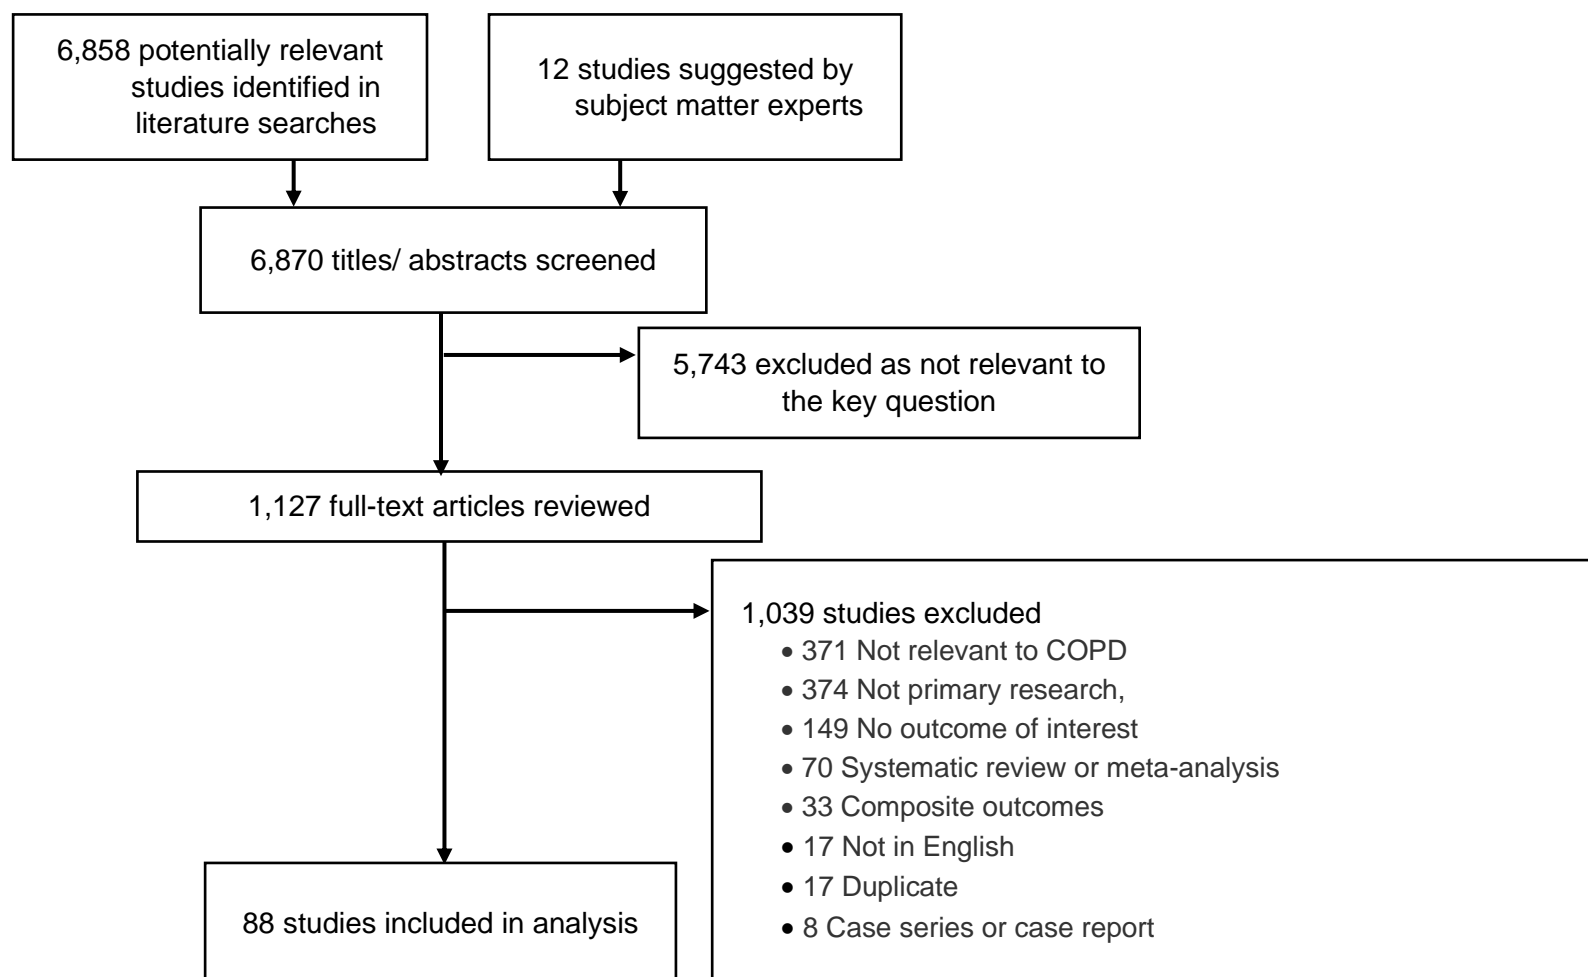 6,858 potentially relevant
studies identified in
literature searches
12 studies suggested by
subject matter experts
6,870 titles/ abstracts screened
5,743 excluded as not relevant to
the key question
1,127 full-text articles reviewed
1,039 studies excluded
• 371 Not relevant to COPD
• 374 Not primary research,
• 149 No outcome of interest
• 70 Systematic review or meta-analysis
• 33 Composite outcomes
• 17 Not in English
• 17 Duplicate
• 8 Case series or case report
88 studies included in analysis